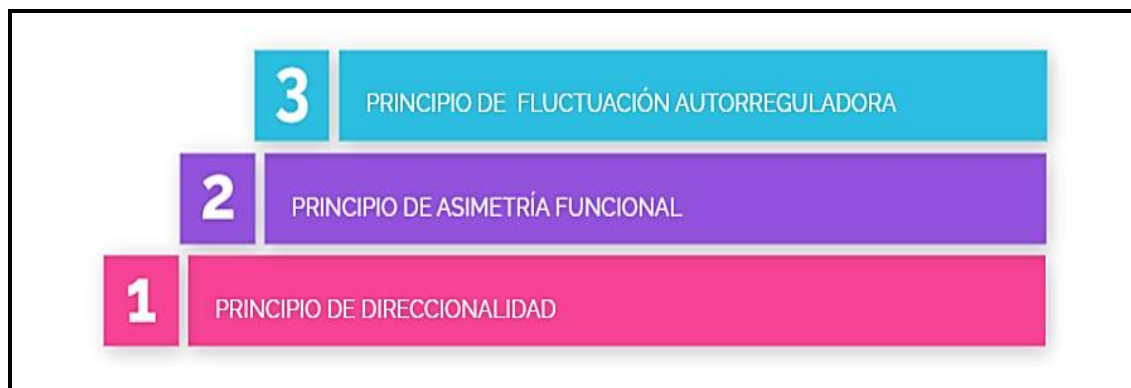 3 PRINCIPIO DE FLUCTUACIÓN AUTORREGULADORA
2 PRINCIPIO DE ASIMETRÍA FUNCIONAL
1 PRINCIPIO DE DIRECCIONALIDAD